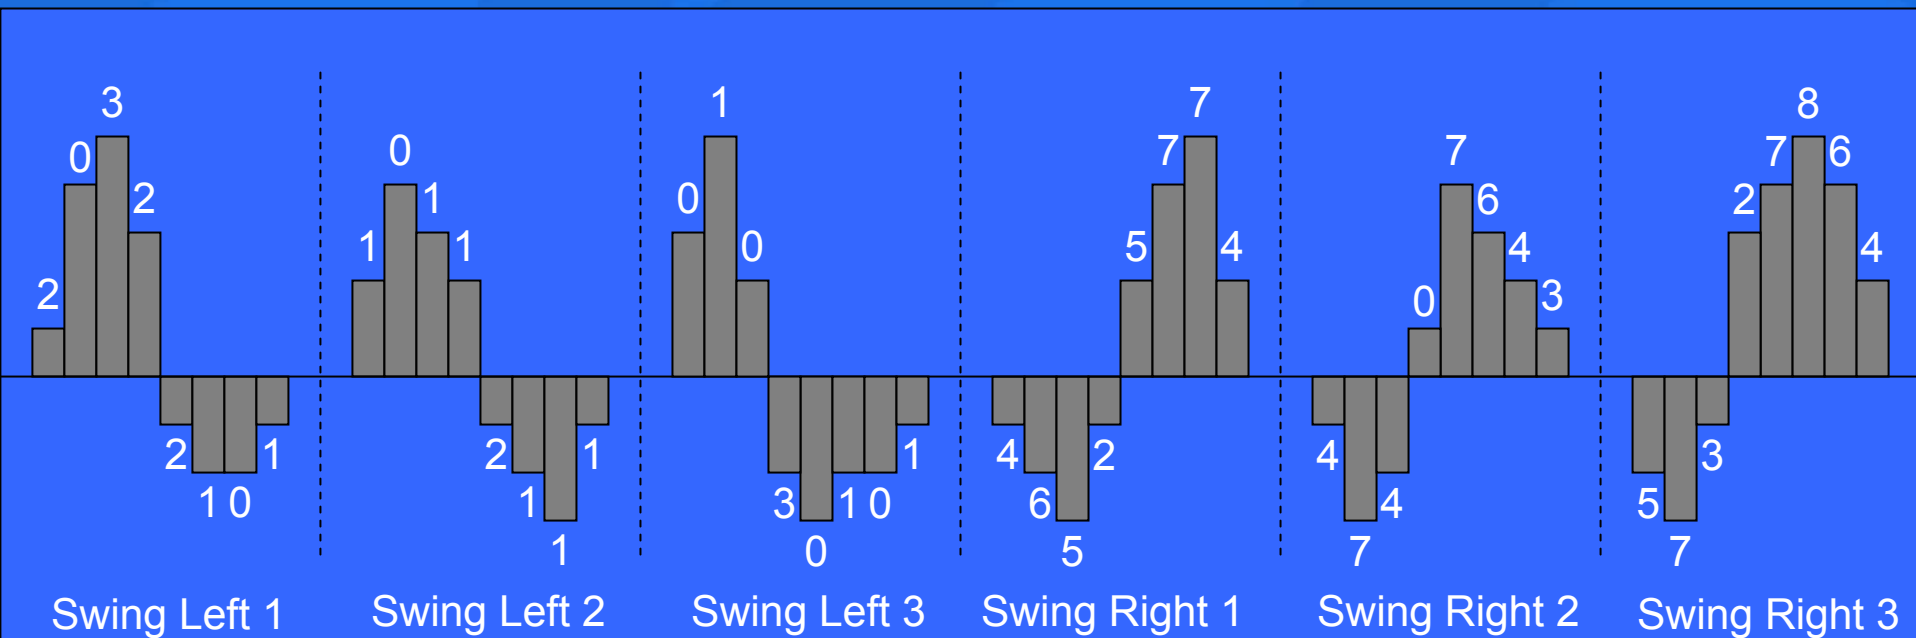 2 0 3 2 2 1 0 1
1 0 1 1 2 1 1 1
0 1 0 3 0 1 0 1
4 6 5 2 5 7 7 4
4 7 4 0 7 6 4 3
5 7 3 2 7 8 6 4
Swing Left 1 Swing Left 2 Swing Left 3 Swing Right 1 Swing Right 2 Swing Right 3